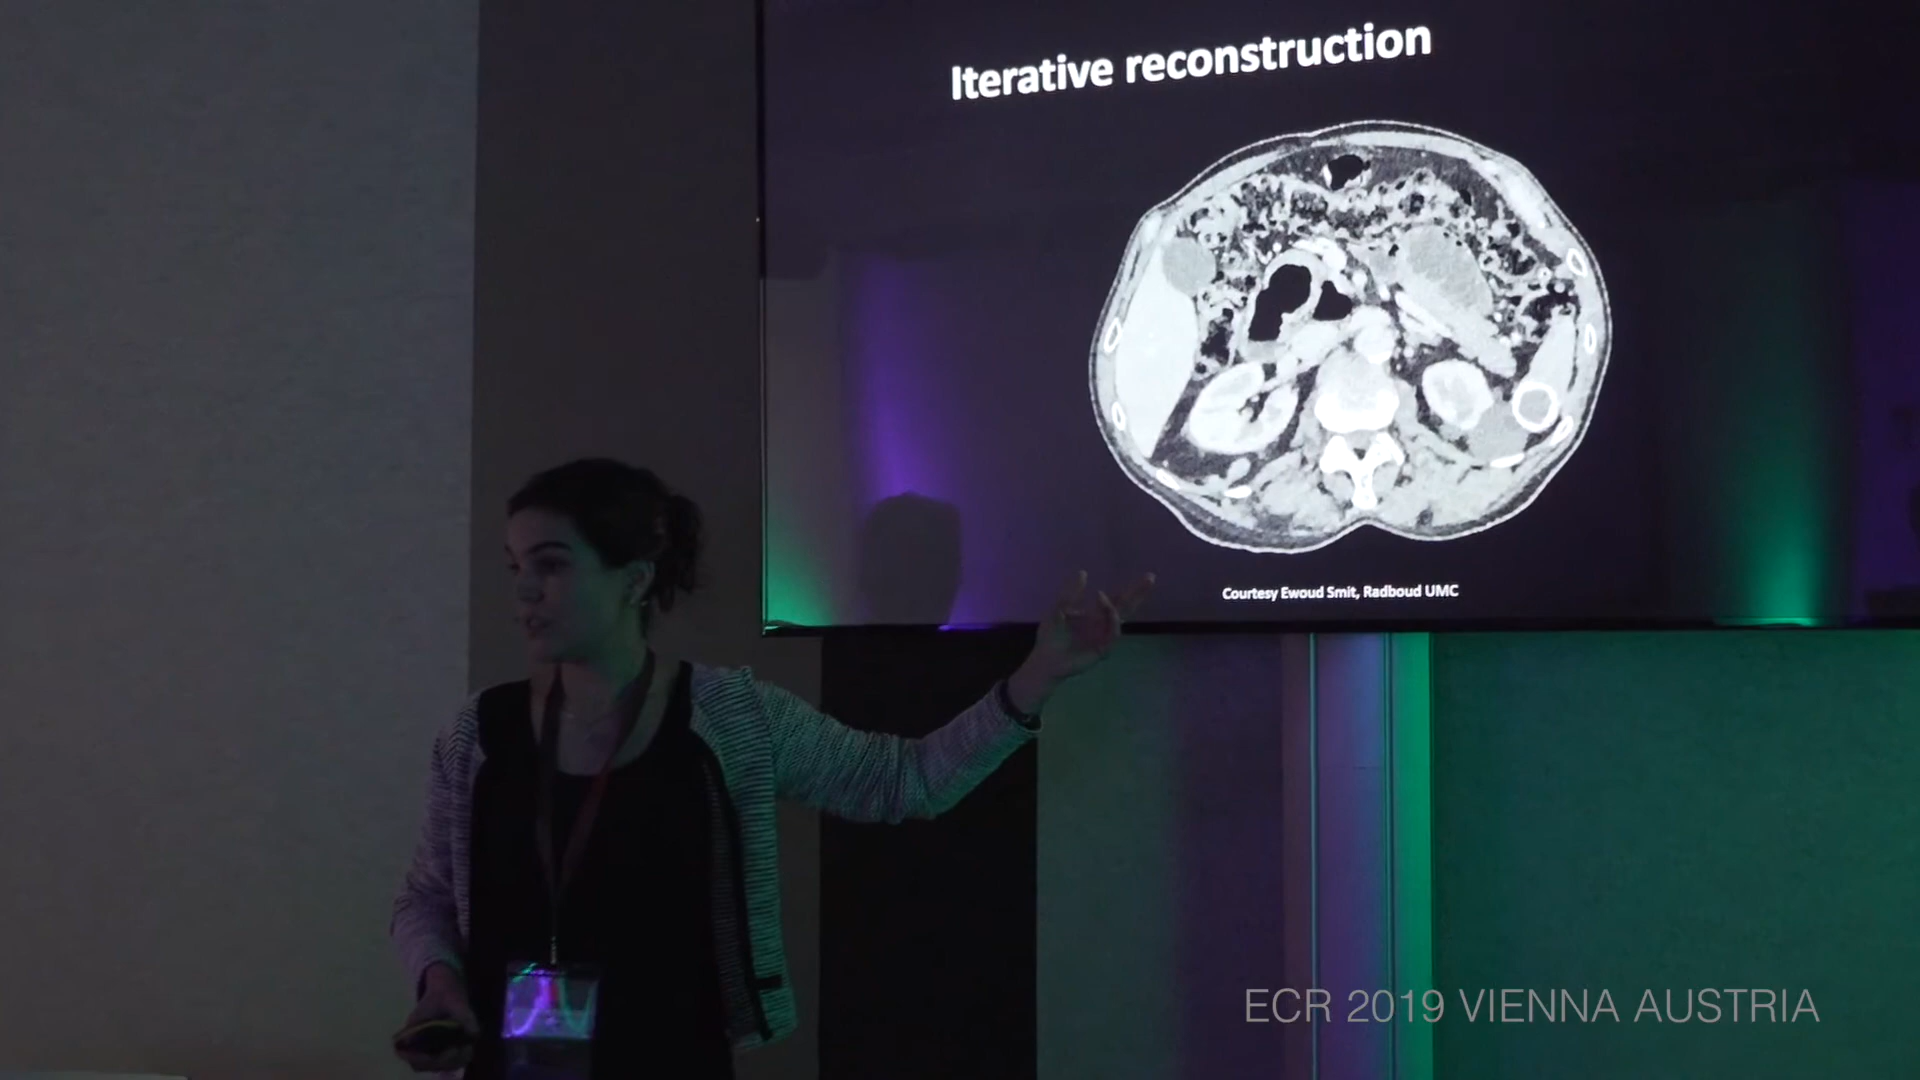 Iterative reconstruction
Courtesy Ewoud Smit, Radboud UMC
ECR 2019 VIENNA AUSTRIA